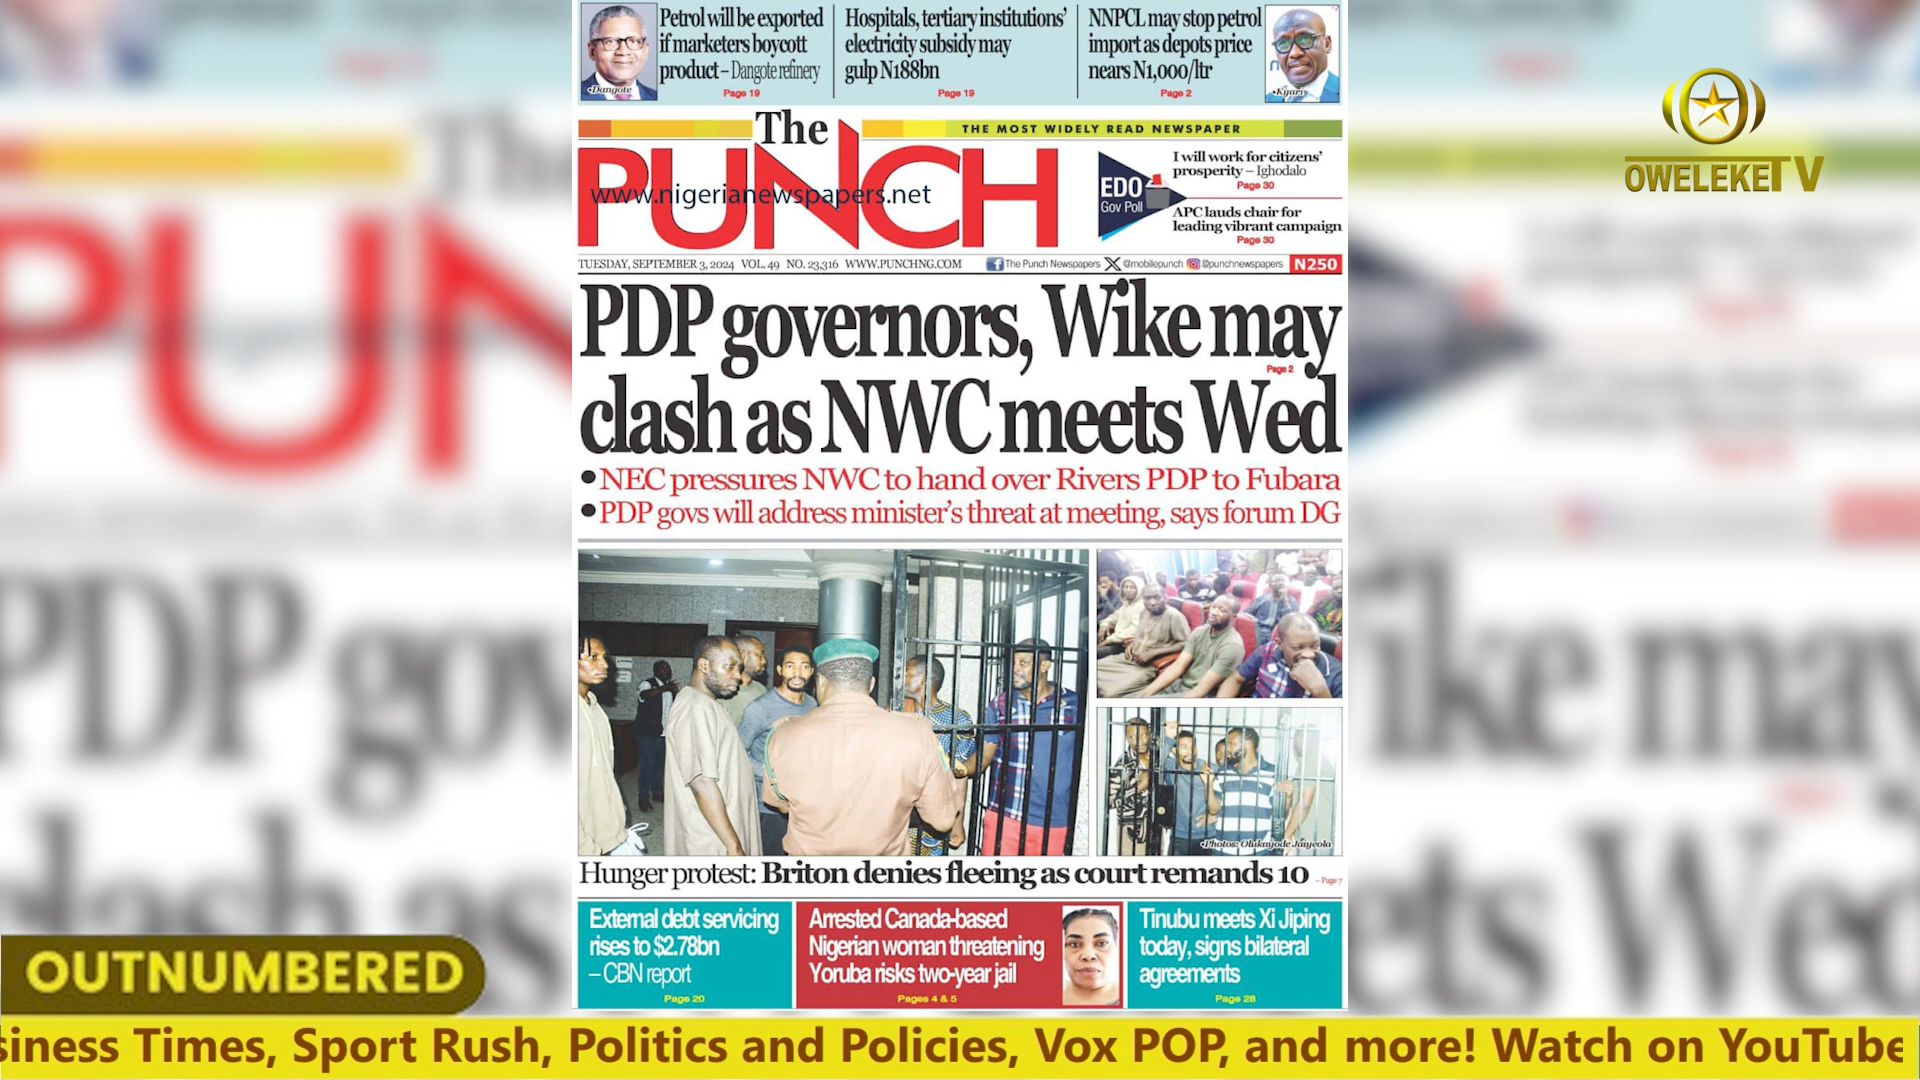 Petrol will be exported
if marketers boycott
product – Dangote refinery
Page 19
•Dangote
Hospitals, tertiary institutions'
electricity subsidy may
gulp N188bn
Page 19
NNPCL may stop petrol
import as depots price
nears N1,000/ltr
Page 2
•Kyari
The
PUNCH
www.nigerianewspapers.net
THE MOST WIDELY READ NEWSPAPER
EDO
Gov Poll
I will work for citizens'
prosperity – Ighodalo
Page 30
APC lauds chair for
leading vibrant campaign
Page 30
TUESDAY, SEPTEMBER 3, 2024 VOL. 49 NO. 23,316 WWW.PUNCHNG.COM
The Punch Newspapers @mobilepunch @punchnewspapers N250
PDP governors, Wike may
Page 2
clash as NWC meets Wed
•NEC pressures NWC to hand over Rivers PDP to Fubara
•PDP govs will address minister's threat at meeting, says forum DG
•Photos: Olukayode Jaiyeola
Hunger protest: Briton denies fleeing as court remands 10 – Page 7
External debt servicing
rises to $2.78bn
– CBN report
Page 20
Arrested Canada-based
Nigerian woman threatening
Yoruba risks two-year jail
Pages 4 & 5
Tinubu meets Xi Jiping
today, signs bilateral
agreements
Page 28
OWELEKE TV
OUTNUMBERED
siness Times, Sport Rush, Politics and Policies, Vox POP, and more! Watch on YouTube